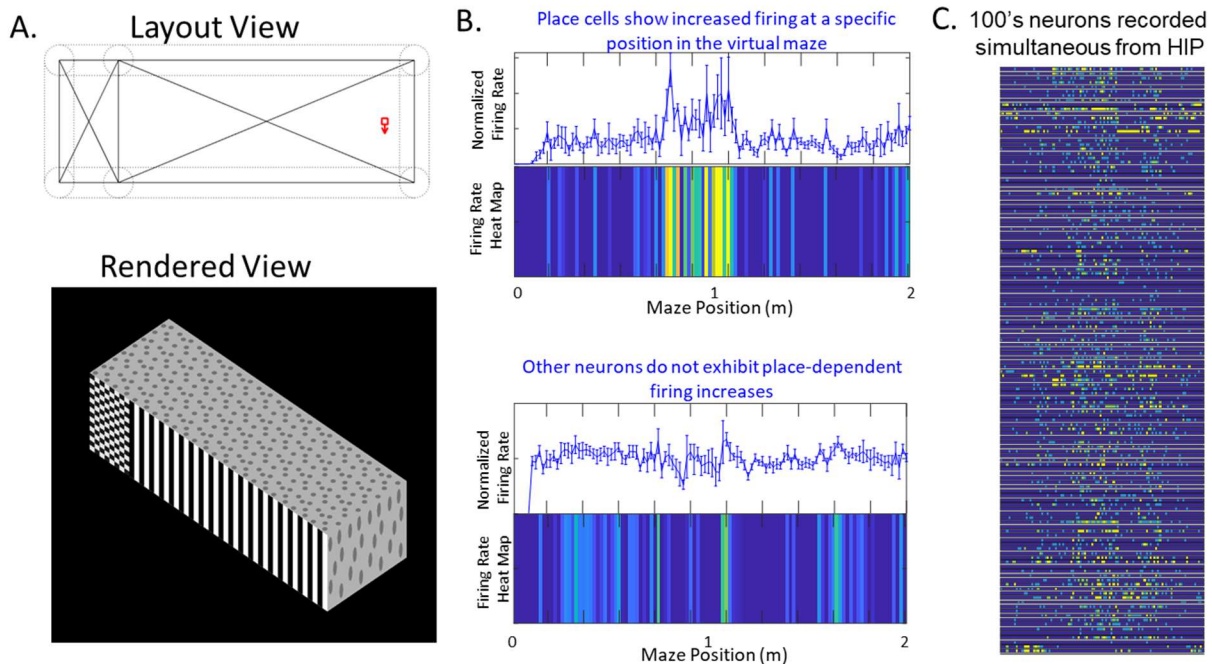 A.
Layout View
Rendered View
B.
Place cells show increased firing at a specific
position in the virtual maze
Normalized
Firing Rate
Firing Rate
Heat Map
0
1
2
Maze Position (m)
Other neurons do not exhibit place-dependent
firing increases
Normalized
Firing Rate
Firing Rate
Heat Map
0
1
2
Maze Position (m)
C.
100's neurons recorded
simultaneous from HIP